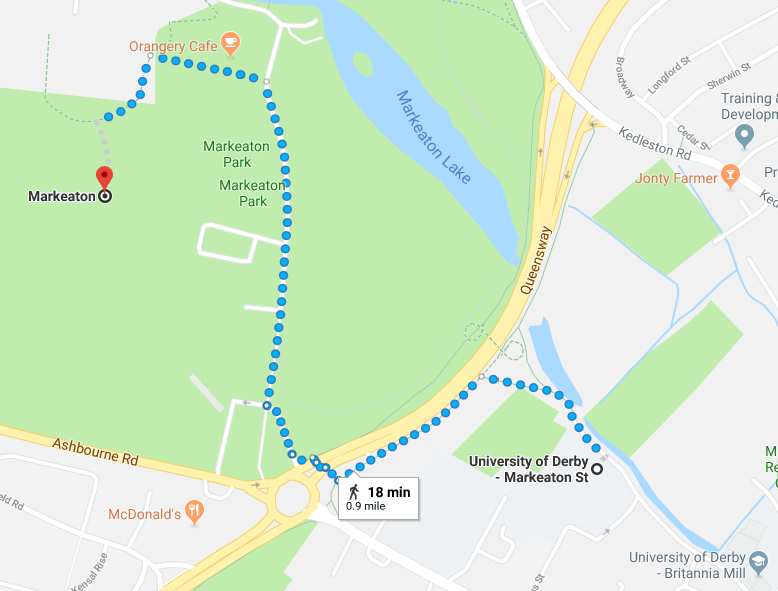 Orangery Cafe
Markeaton
Park
Markeaton
Park
Markeaton Lake
Markeaton
Broadway
Longford St
Sherwin St
Training &
Developm
Cedar S
Kedleston Rd
Jonty Farmer
Pr
Ked
Queensway
Ashbourne Rd
University of Derby
- Markeaton St
18 min
0.9 mile
McDonald's
eld Rd
Kensal Rise
s St
M
Re
C
University of Derby
- Britannia Mill